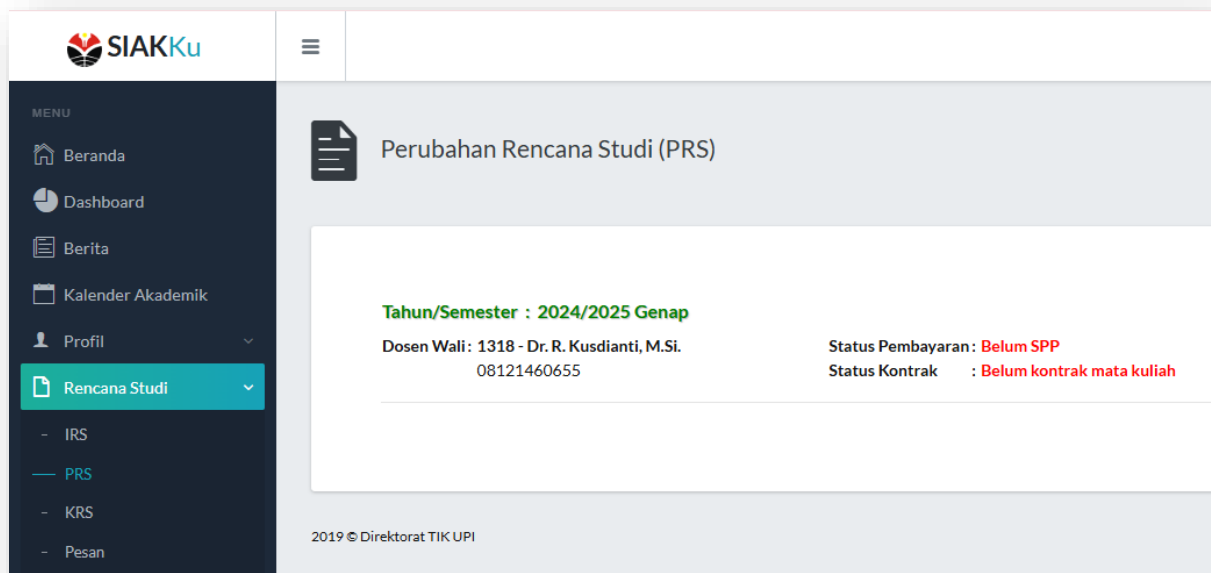 SIAKKu
MENU
Beranda
Dashboard
Berita
Kalender Akademik
Profil
Rencana Studi
- IRS
PRS
- KRS
- Pesan
Perubahan Rencana Studi (PRS)
Tahun/Semester : 2024/2025 Genap
Dosen Wali : 1318 - Dr. R. Kusdianti, M.Si.
08121460655
Status Pembayaran : Belum SPP
Status Kontrak : Belum kontrak mata kuliah
2019 © Direktorat TIK UPI